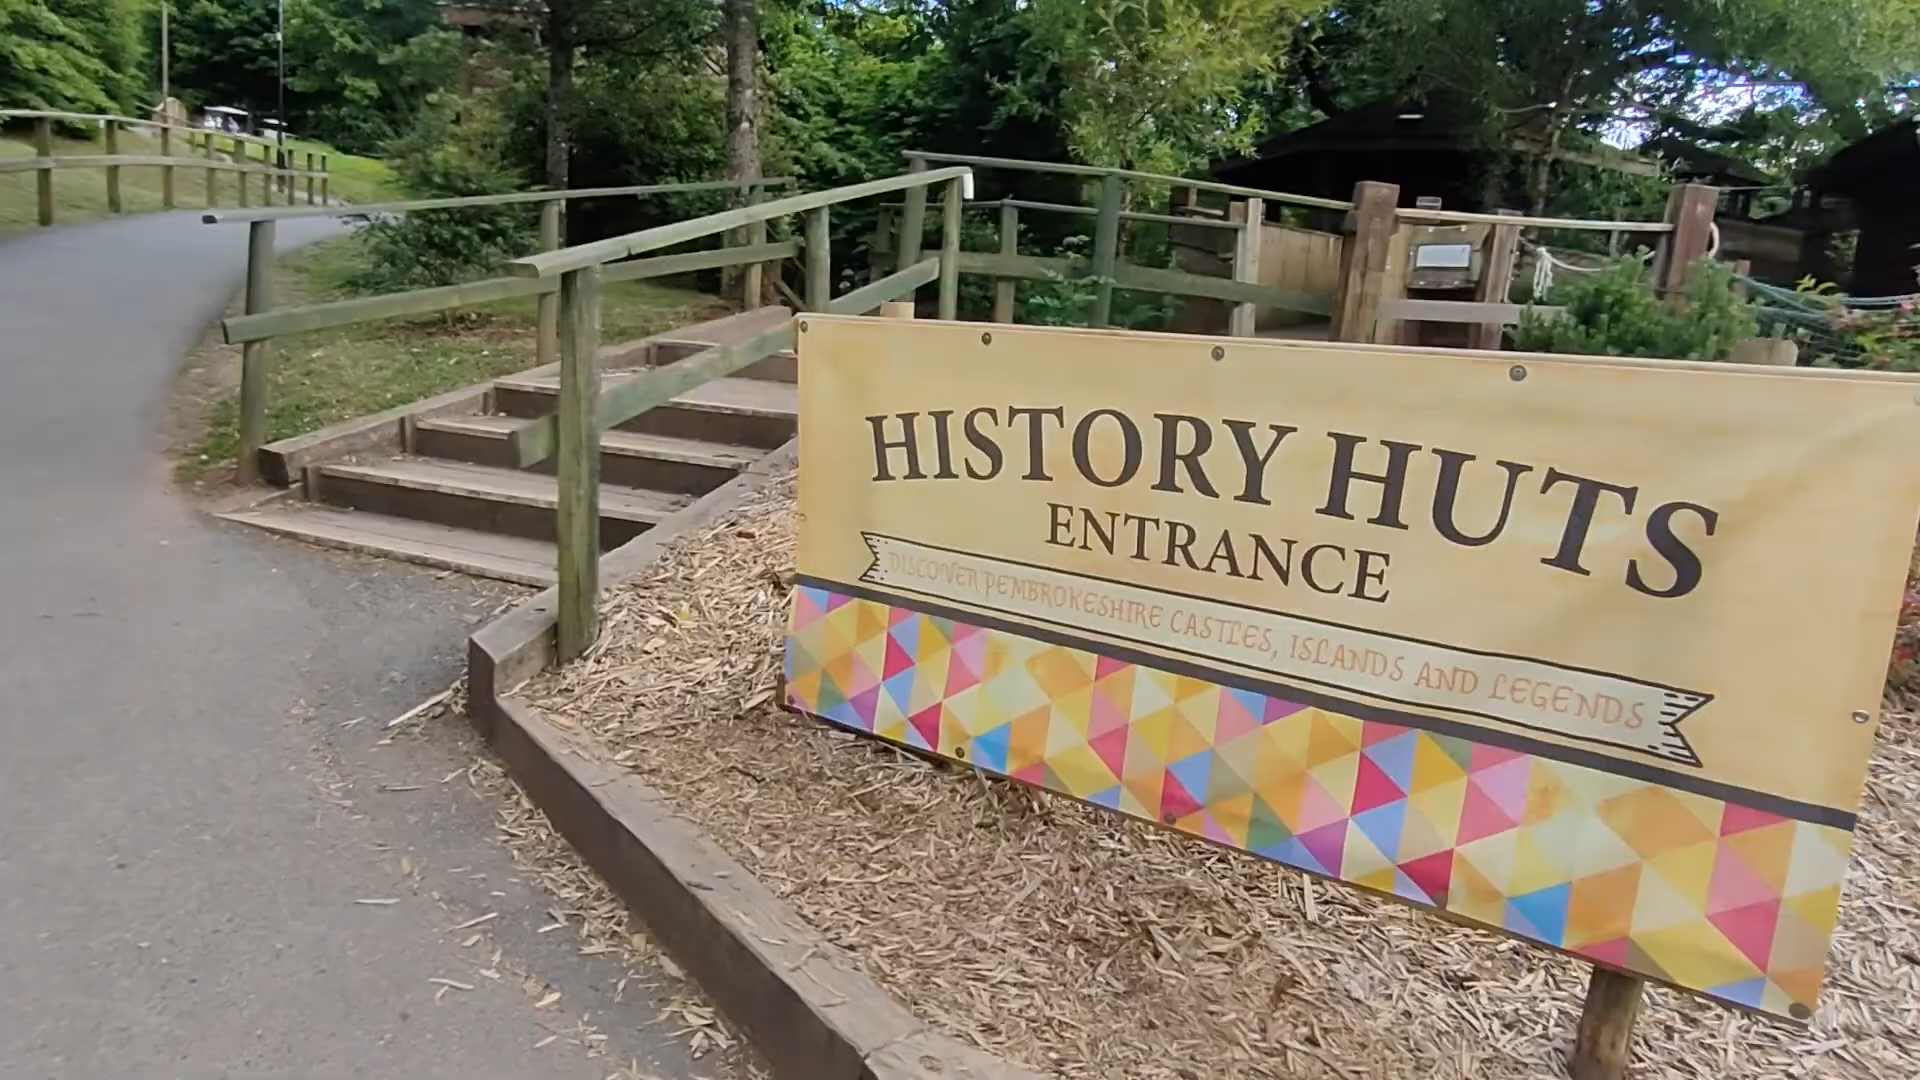 HISTORY HUTS
ENTRANCE
DISCOVER PEMBROKESHIRE CASTLES, ISLANDS AND LEGENDS